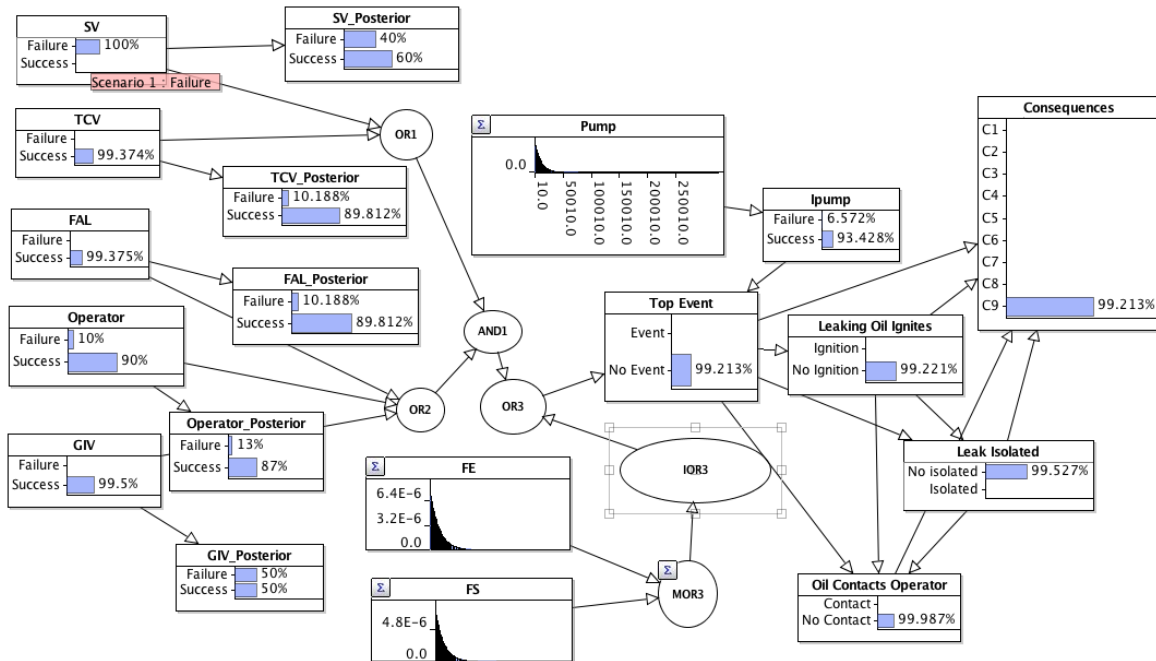 SV
Failure 100%
Success
Scenario 1 : Failure
SV_Posterior
Failure 40%
Success 60%
TCV
Failure
Success 99.374%
OR1
TCV_Posterior
Failure 10.188%
Success 89.812%
FAL
Failure
Success 99.375%
FAL_Posterior
Failure 10.188%
Success 89.812%
Operator
Failure 10%
Success 90%
Operator_Posterior
Failure 13%
Success 87%
GIV
Failure
Success 99.5%
GIV_Posterior
Failure 50%
Success 50%
AND1
OR2
OR3
Σ
Pump
0.0
10.0
50010.0
100010.0
150010.0
200010.0
250010.0
Ipump
Failure 6.572%
Success 93.428%
Top Event
Event
No Event 99.213%
Leaking Oil Ignites
Ignition
No Ignition 99.221%
Consequences
C1
C2
C3
C4
C5
C6
C7
C8
C9 99.213%
Leak Isolated
No isolated 99.527%
Isolated
IQR3
Σ
FE
6.4E-6
3.2E-6
0.0
Σ
FS
4.8E-6
0.0
Σ
MOR3
Oil Contacts Operator
Contact
No Contact 99.987%